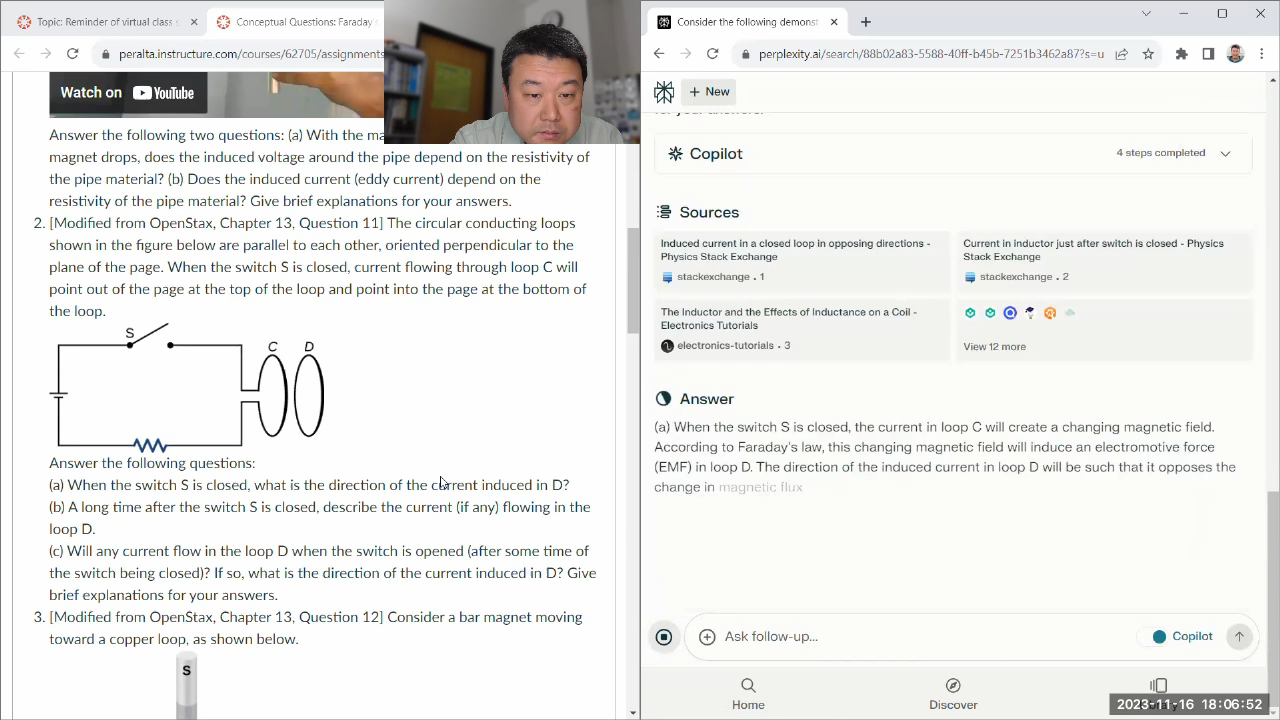 Topic: Reminder of virtual class
Conceptual Questions: Faraday's
Consider the following demonst
peralta.instructure.com/courses/62705/assignments
perplexity.ai/search/88b02a83-5588-40ff-b45b-7251b3462a87?s=u
Watch on YouTube
Answer the following two questions: (a) With the
magnet drops, does the induced voltage around the pipe depend on the resistivity of
the pipe material? (b) Does the induced current (eddy current) depend on the
resistivity of the pipe material? Give brief explanations for your answers.
2. [Modified from OpenStax, Chapter 13, Question 11] The circular conducting loops
shown in the figure below are parallel to each other, oriented perpendicular to the
plane of the page. When the switch S is closed, current flowing through loop C will
point out of the page at the top of the loop and point into the page at the bottom of
the loop.
S
C D
Answer the following questions:
(a) When the switch S is closed, what is the direction of the current induced in D?
(b) A long time after the switch S is closed, describe the current (if any) flowing in the
loop D.
(c) Will any current flow in the loop D when the switch is opened (after some time of
the switch being closed)? If so, what is the direction of the current induced in D? Give
brief explanations for your answers.
3. [Modified from OpenStax, Chapter 13, Question 12] Consider a bar magnet moving
toward a copper loop, as shown below.
S
+ New
for your answers.
Copilot
4 steps completed
Sources
Induced current in a closed loop in opposing directions -
Physics Stack Exchange
stackexchange · 1
Current in inductor just after switch is closed - Physics
Stack Exchange
stackexchange · 2
The Inductor and the Effects of Inductance on a Coil -
Electronics Tutorials
electronics-tutorials · 3
View 12 more
Answer
(a) When the switch S is closed, the current in loop C will create a changing magnetic field.
According to Faraday's law, this changing magnetic field will induce an electromotive force
(EMF) in loop D. The direction of the induced current in loop D will be such that it opposes the
change in magnetic flux
Ask follow-up...
Copilot
Home
Discover
2023-11-16 18:06:52